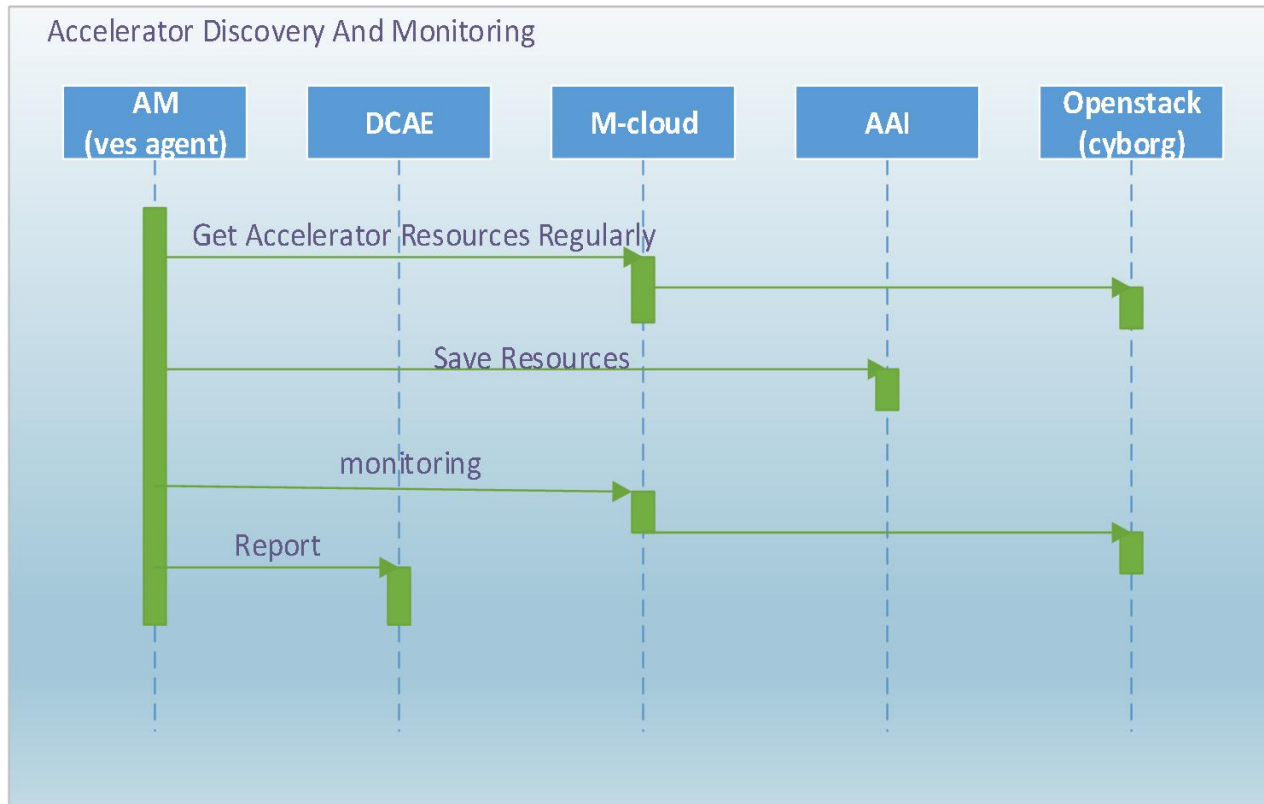 Accelerator Discovery And Monitoring
AM
(ves agent)
DCAE
M-cloud
AAI
Openstack
(cyborg)
Get Accelerator Resources Regularly
Save Resources
monitoring
Report